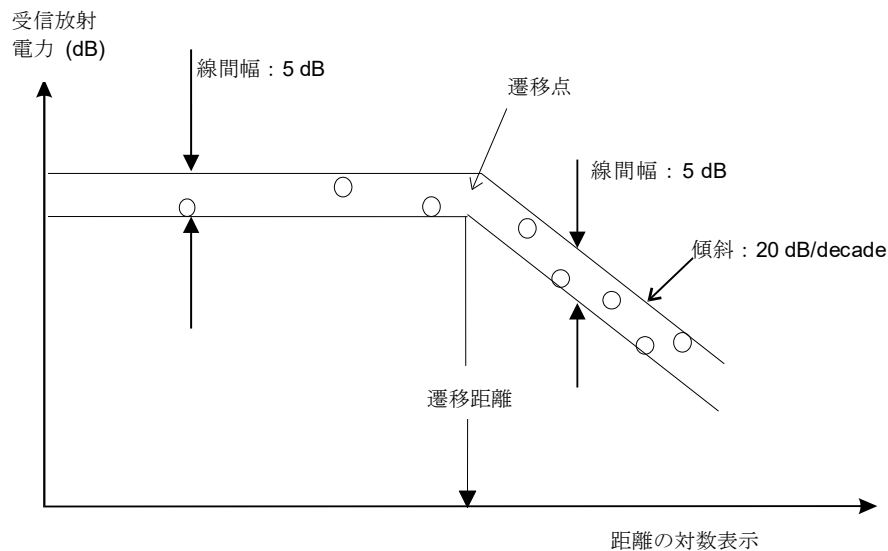 受信放射
電力 (dB)
線間幅：5 dB
遷移点
線間幅：5 dB
傾斜：20 dB/decade
遷移距離
距離の対数表示